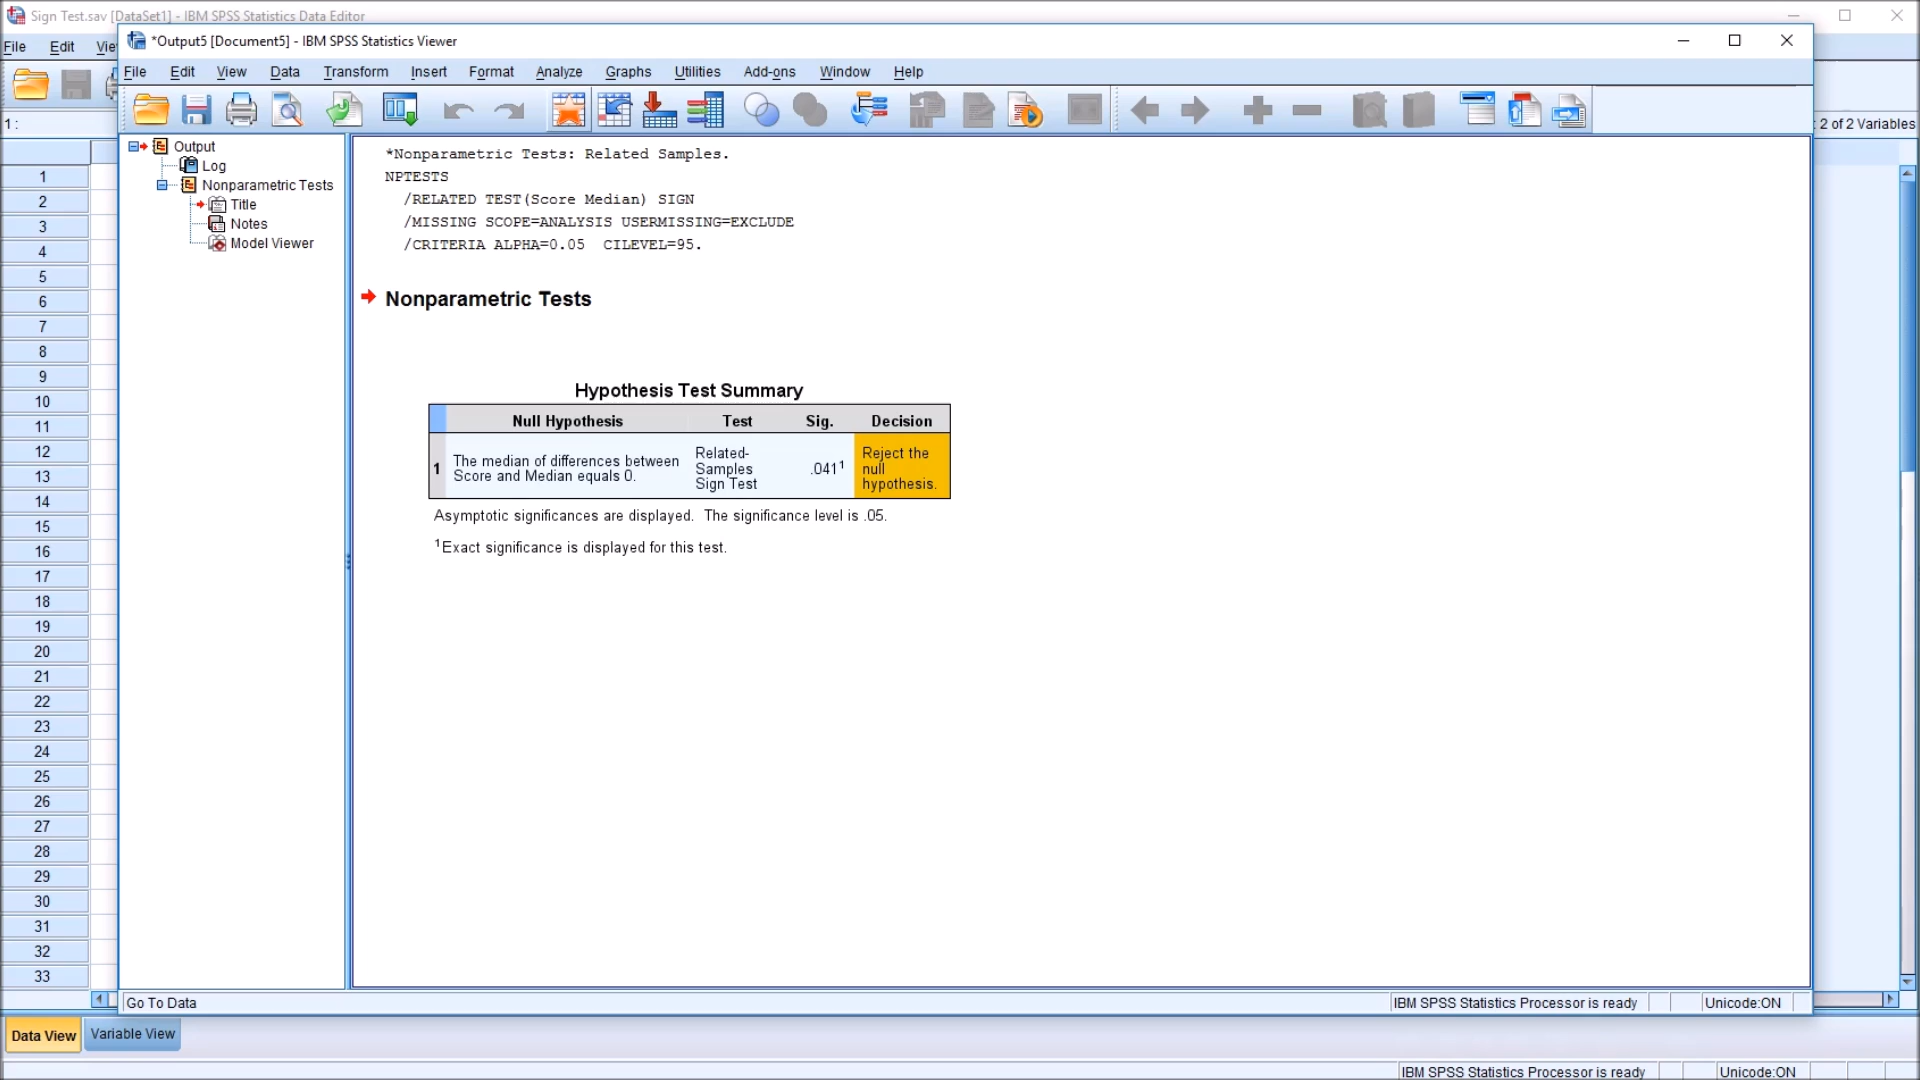 Sign Test.sav [DataSet1] - IBM SPSS Statistics Data Editor
File Edit Vie
*Output5 [Document5] - IBM SPSS Statistics Viewer
File Edit View Data Transform Insert Format Analyze Graphs Utilities Add-ons Window Help
1 :
: 2 of 2 Variables
Output
Log
Nonparametric Tests
Title
Notes
Model Viewer
*Nonparametric Tests: Related Samples.
NPTESTS
/RELATED TEST(Score Median) SIGN
/MISSING SCOPE=ANALYSIS USERMISSING=EXCLUDE
/CRITERIA ALPHA=0.05 CILEVEL=95.
Nonparametric Tests
Hypothesis Test Summary
Null Hypothesis Test Sig. Decision
1 The median of differences between Score and Median equals 0. Related-Samples Sign Test .041¹ Reject the null hypothesis.
Asymptotic significances are displayed. The significance level is .05.
¹Exact significance is displayed for this test.
1
2
3
4
5
6
7
8
9
10
11
12
13
14
15
16
17
18
19
20
21
22
23
24
25
26
27
28
29
30
31
32
33
Go To Data IBM SPSS Statistics Processor is ready Unicode:ON
Data View Variable View
IBM SPSS Statistics Processor is ready Unicode:ON